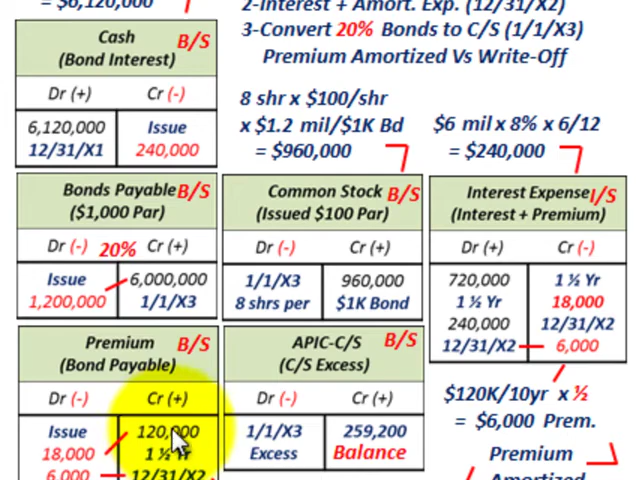 = $6,120,000
2-Interest + Amort. Exp. (12/31/X2)
3-Convert 20% Bonds to C/S (1/1/X3)
Premium Amortized Vs Write-Off
Cash B/S
(Bond Interest)
Dr (+) Cr (-)
6,120,000 Issue
12/31/X1 240,000
8 shr x $100/shr
x $1.2 mil/$1K Bd
= $960,000
$6 mil x 8% x 6/12
= $240,000
Bonds Payable B/S
($1,000 Par)
Dr (-) 20% Cr (+)
Issue 6,000,000
1,200,000 1/1/X3
Common Stock B/S
(Issued $100 Par)
Dr (-) Cr (+)
1/1/X3 960,000
8 shrs per $1K Bond
Interest Expense I/S
(Interest + Premium)
Dr (+) Cr (-)
720,000 1 ½ Yr
1 ½ Yr 18,000
240,000 12/31/X2
12/31/X2 6,000
Premium B/S
(Bond Payable)
Dr (-) Cr (+)
Issue 120,000
18,000 1 ½ Yr
6,000 12/31/X2
APIC-C/S B/S
(C/S Excess)
Dr (-) Cr (+)
1/1/X3 259,200
Excess Balance
$120K/10yr x ½
= $6,000 Prem.
Premium
Amortized